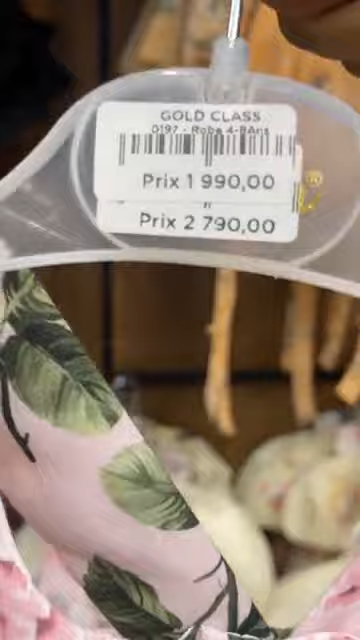 GOLD CLASS
0197 - Robe 4-8Ans
Prix 1 990,00
Prix 2 790,00